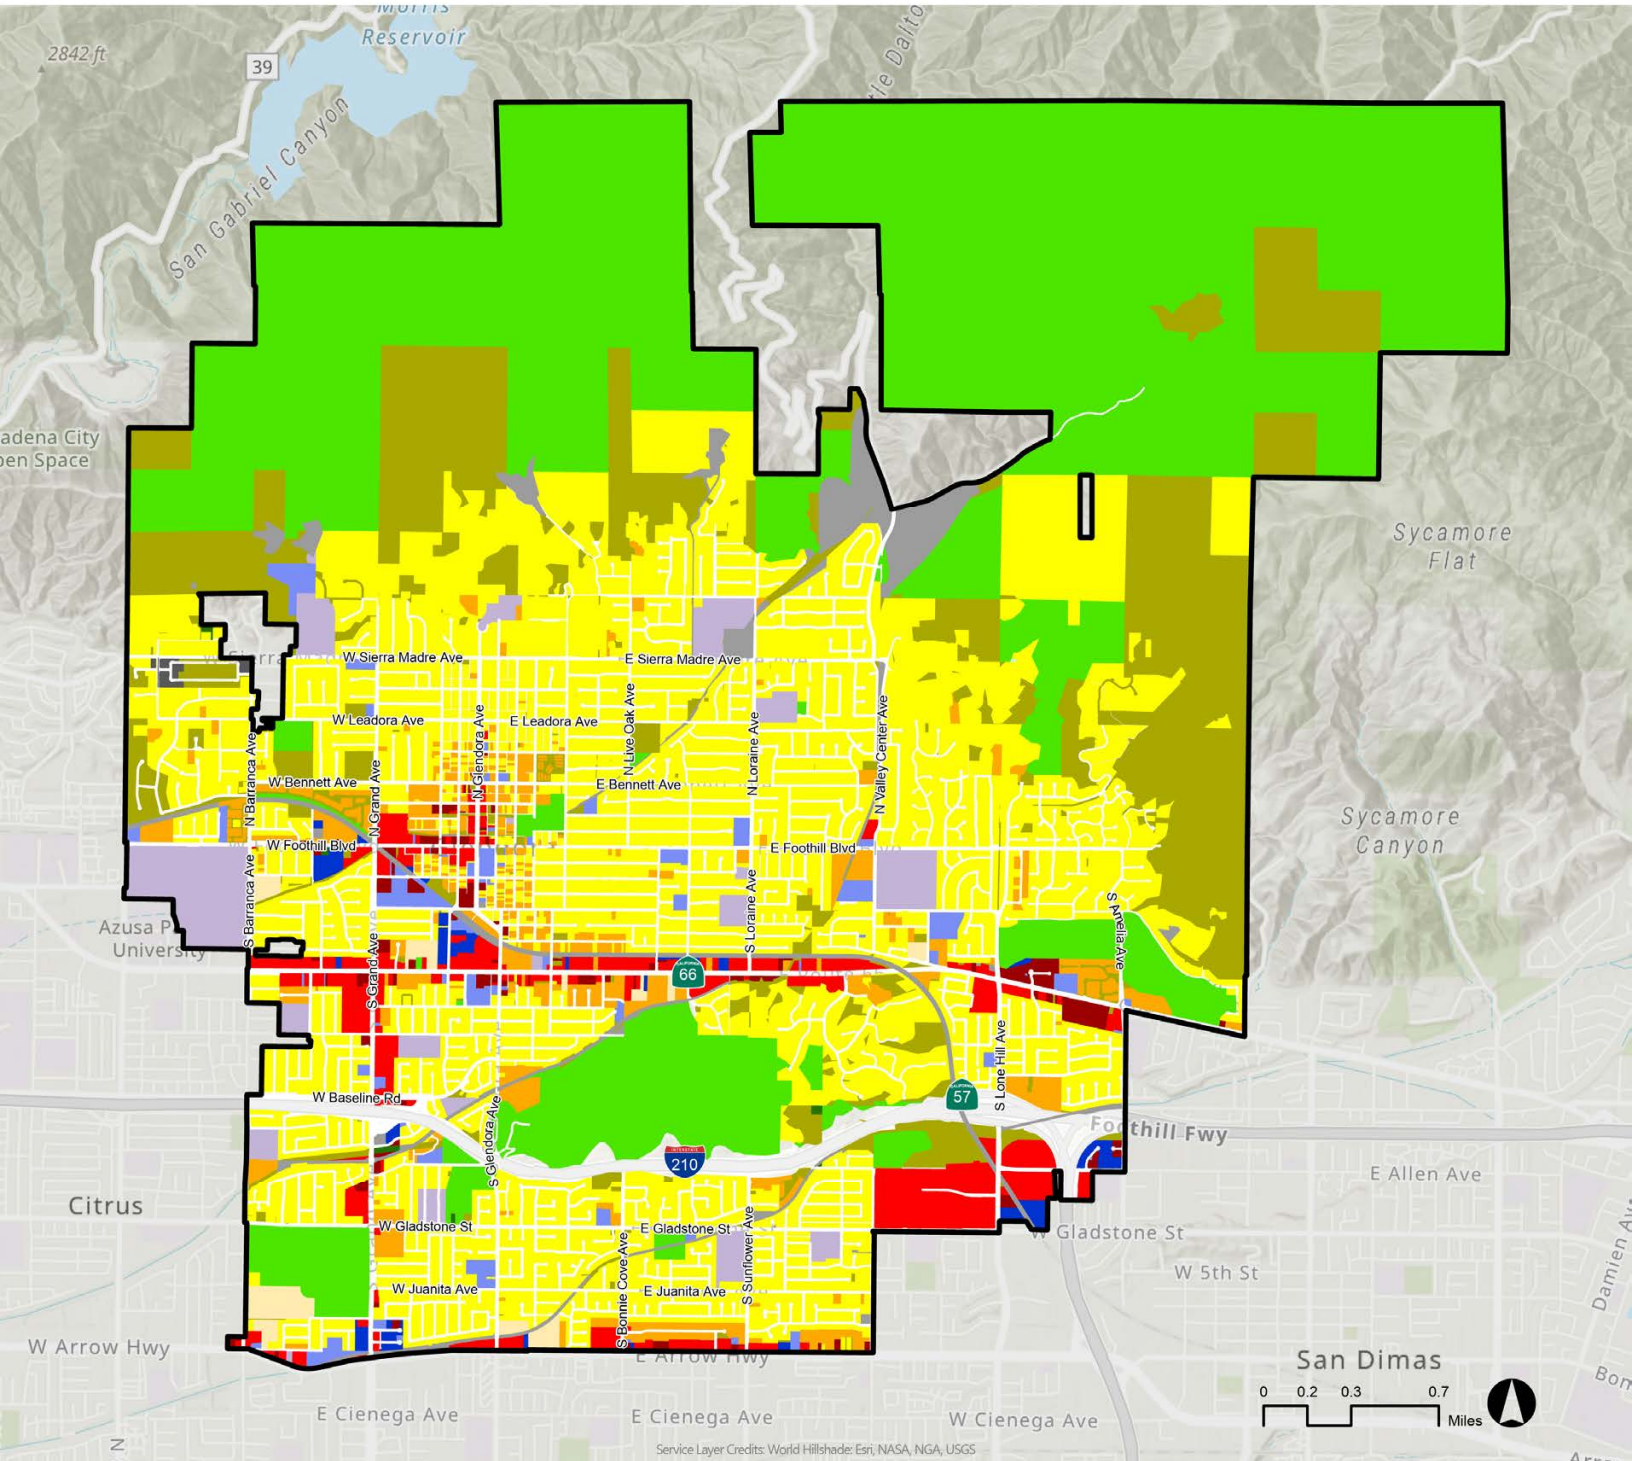 Morris
Reservoir
2842 ft
39
San Gabriel Canyon
Sycamore
Flat
W Sierra Madre Ave
E Sierra Madre Ave
W Leadora Ave
E Leadora Ave
N Live Oak Ave
N Glendora Ave
N Loraine Ave
N Valley Center Ave
N Barranca Ave
N Grand Ave
W Bennett Ave
E Bennett Ave
Sycamore
Canyon
W Foothill Blvd
E Foothill Blvd
S Barranca Ave
S Loraine Ave
S Amelia Ave
Azusa P
University
S Grand Ave
CALIFORNIA
66
S Lone Hill Ave
W Baseline Rd
CALIFORNIA
57
S Glendora Ave
Foothill Fwy
INTERSTATE
210
E Allen Ave
Citrus
W Gladstone St
E Gladstone St
W Gladstone St
S Bonnie Cove Ave
S Sunflower Ave
W 5th St
W Juanita Ave
E Juanita Ave
Damien Av
W Arrow Hwy
E Arrow Hwy
San Dimas
0 0.2 0.3 0.7
Miles
E Cienega Ave
E Cienega Ave
W Cienega Ave
N
Service Layer Credits: World Hillshade: Esri, NASA, NGA, USGS